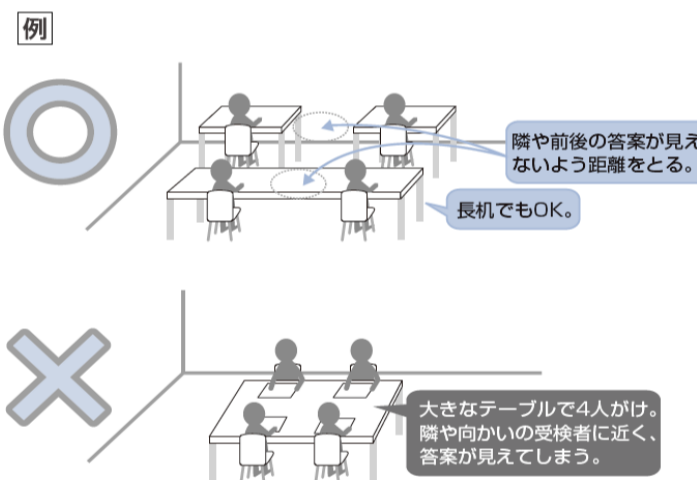 例
隣や前後の答案が見え
ないよう距離をとる。
長机でもOK。
大きなテーブルで4人がけ。
隣や向かいの受検者に近く、
答案が見えてしまう。